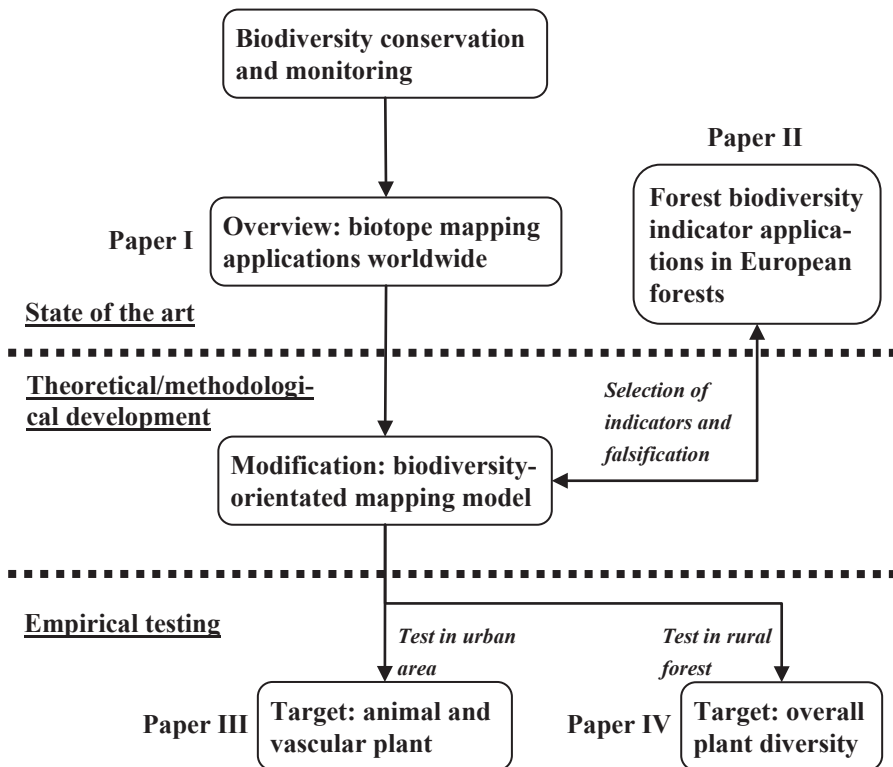 Biodiversity conservation
and monitoring
Paper II
Forest biodiversity
indicator applica-
tions in European
forests
Paper I
Overview: biotope mapping
applications worldwide
State of the art
Theoretical/methodologi-
cal development
Selection of
indicators and
falsification
Modification: biodiversity-
orientated mapping model
Empirical testing
Test in urban
area
Test in rural
forest
Paper III
Target: animal and
vascular plant
Paper IV
Target: overall
plant diversity